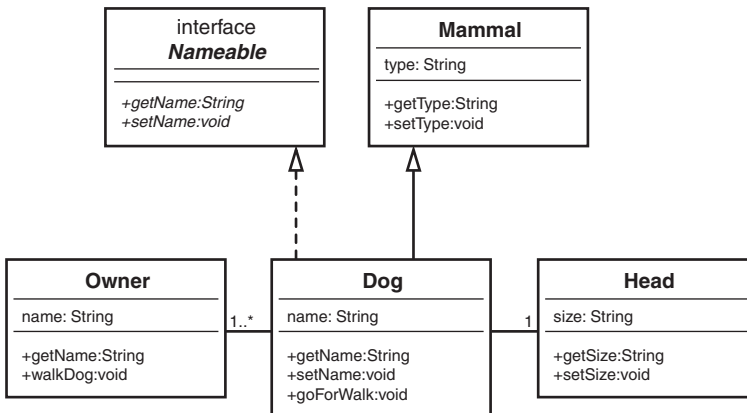 interface
Nameable
+getName:String
+setName:void
Mammal
type: String
+getType:String
+setType:void
Owner
name: String
+getName:String
+walkDog:void
1..*
Dog
name: String
+getName:String
+setName:void
+goForWalk:void
1
Head
size: String
+getSize:String
+setSize:void